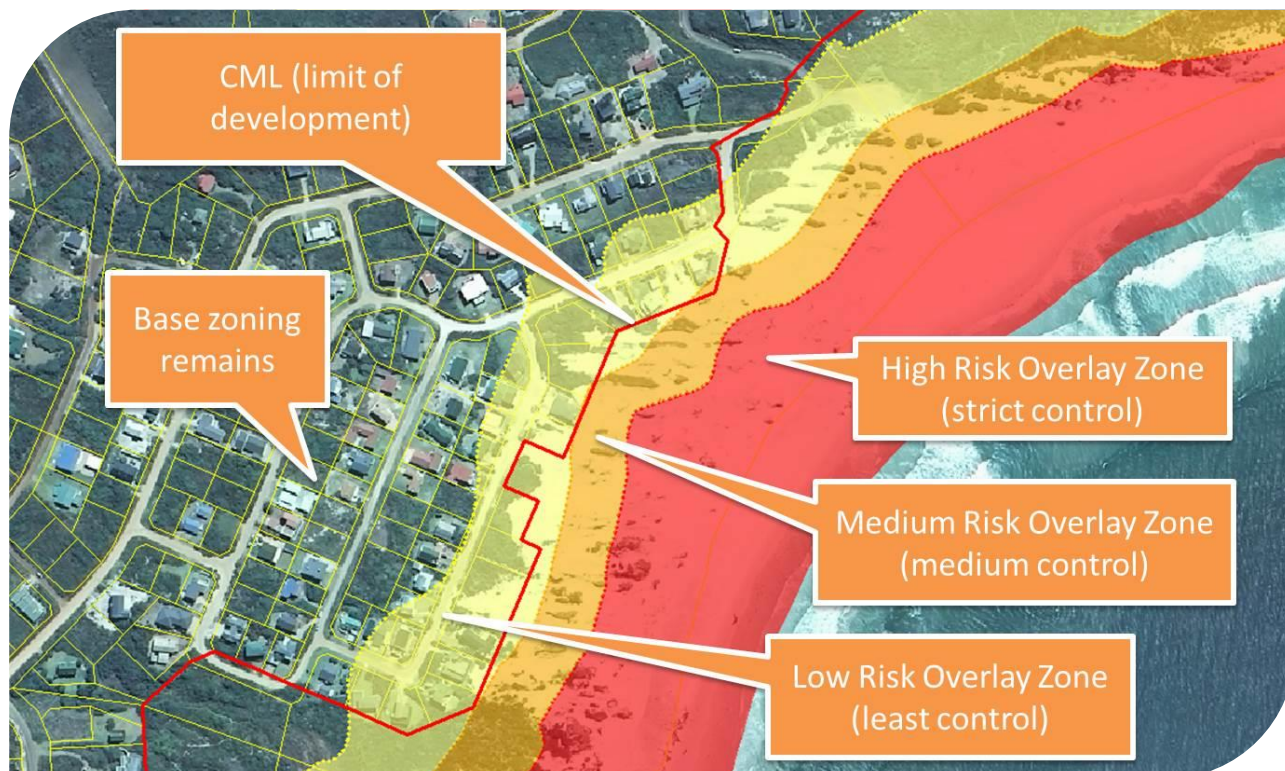 CML (limit of
development)
Base zoning
remains
High Risk Overlay Zone
(strict control)
Medium Risk Overlay Zone
(medium control)
Low Risk Overlay Zone
(least control)